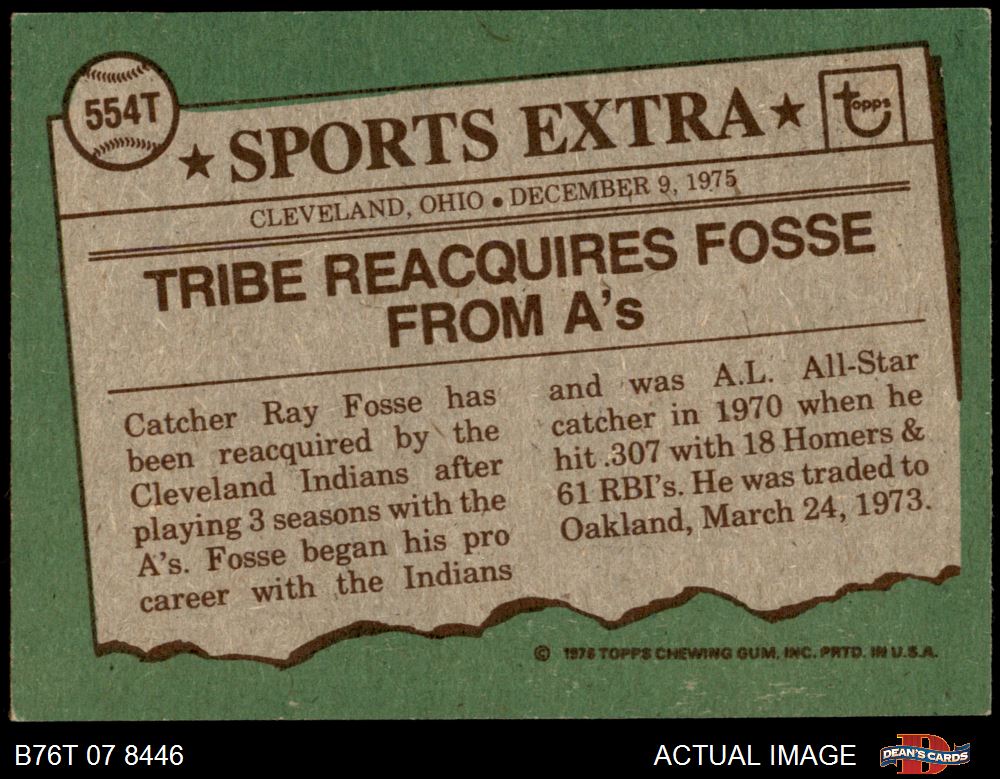 554T
★ SPORTS EXTRA ★
topps
CLEVELAND, OHIO • DECEMBER 9, 1975
TRIBE REACQUIRES FOSSE
FROM A's
Catcher Ray Fosse has
been reacquired by the
Cleveland Indians after
playing 3 seasons with the
A's. Fosse began his pro
career with the Indians
and was A.L. All-Star
catcher in 1970 when he
hit .307 with 18 Homers &
61 RBI's. He was traded to
Oakland, March 24, 1973.
© 1976 TOPPS CHEWING GUM, INC. PRTD. IN U.S.A.
B76T 07 8446
ACTUAL IMAGE
D
DEAN'S CARDS